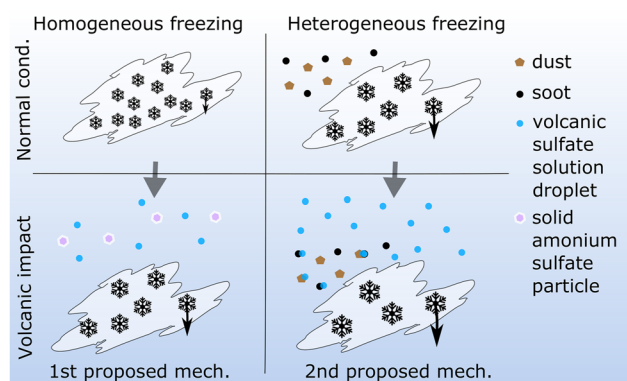 Homogeneous freezing
Heterogeneous freezing
Normal cond.
Volcanic impact
1st proposed mech.
2nd proposed mech.
dust
soot
volcanic
sulfate
solution
droplet
solid
amonium
sulfate
particle